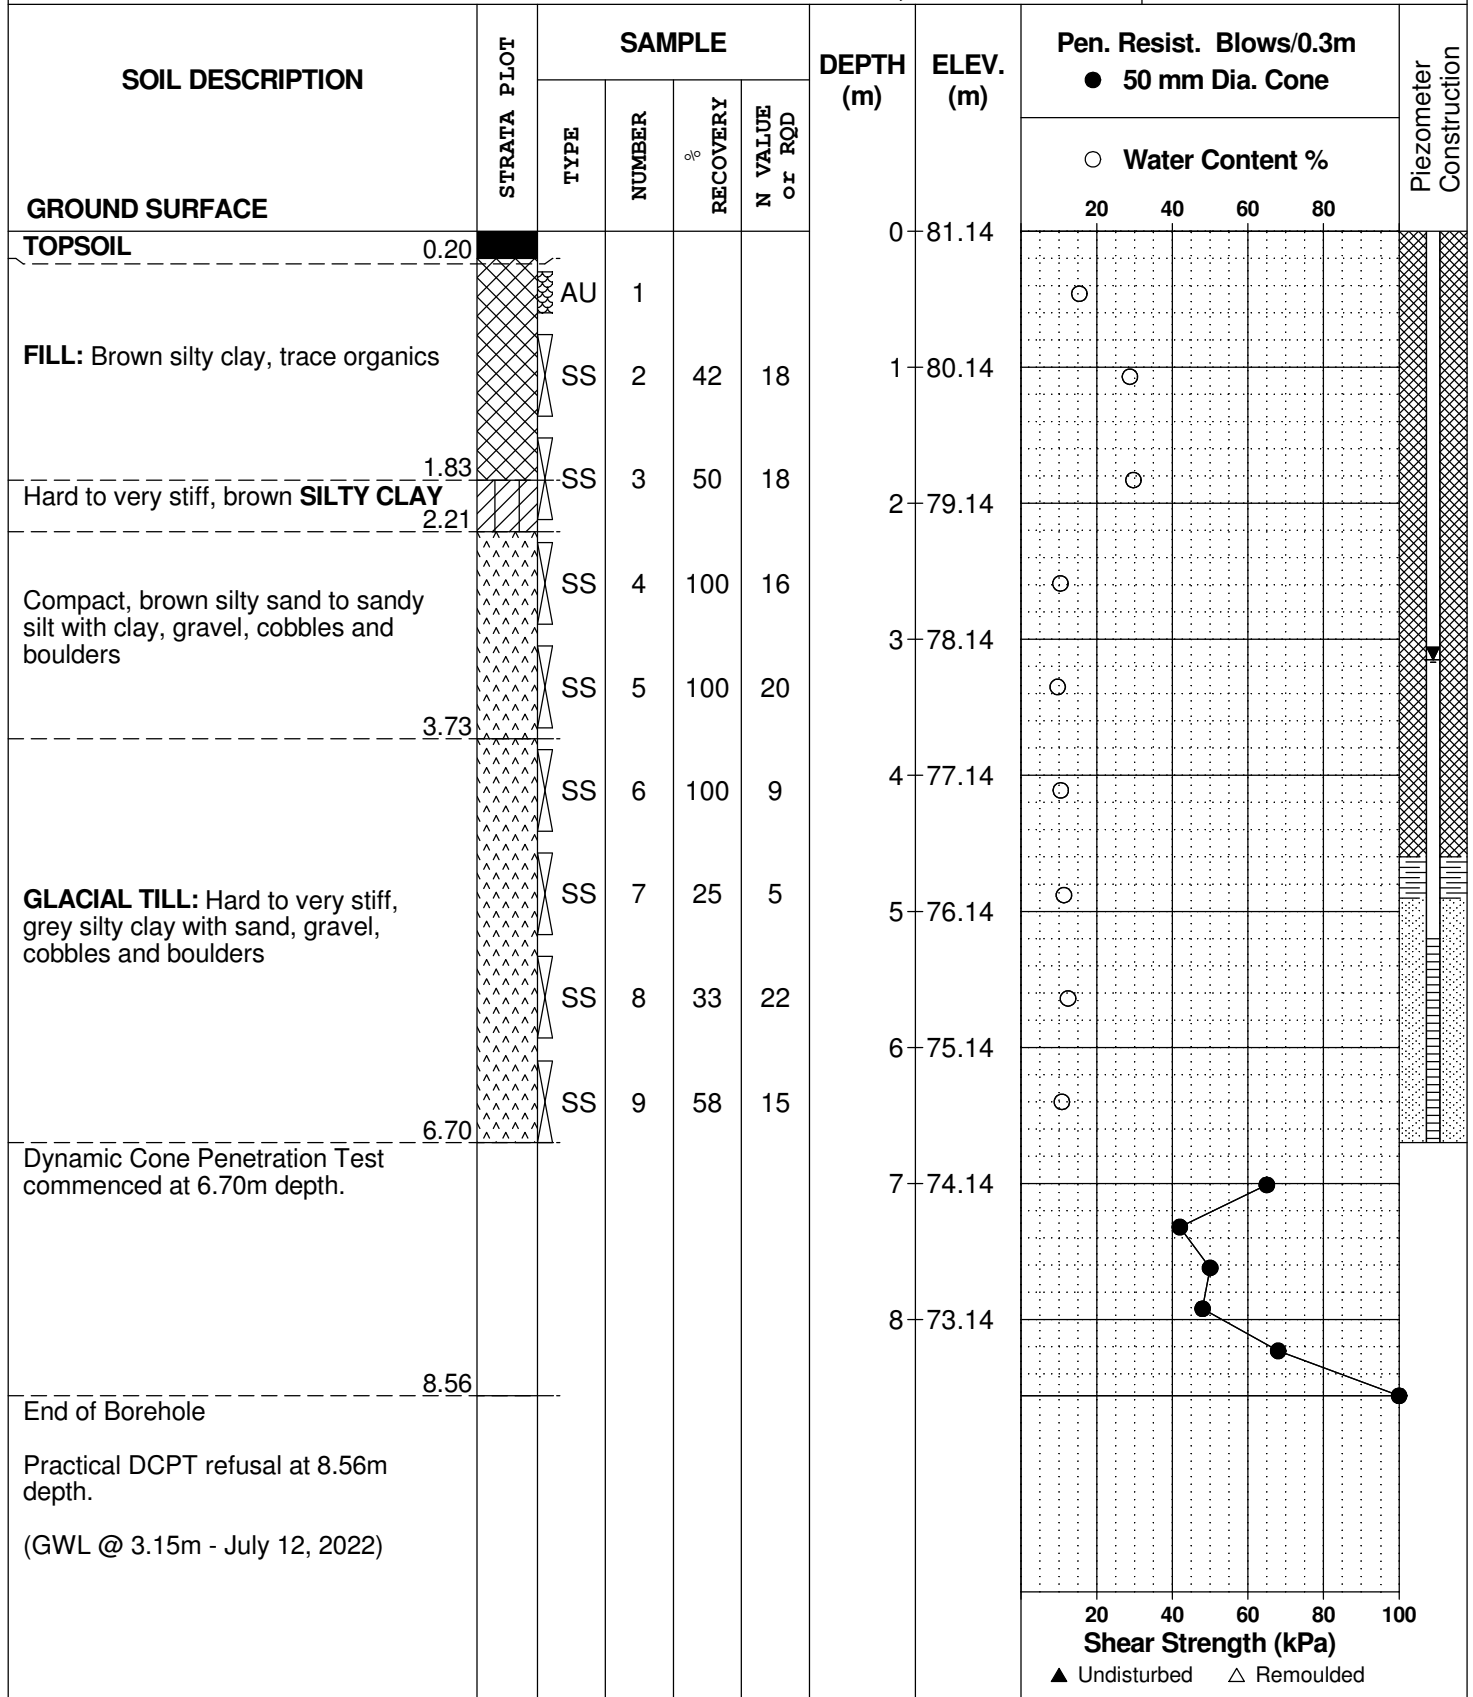 SOIL DESCRIPTION
GROUND SURFACE
STRATA PLOT
SAMPLE
TYPE
NUMBER
%
RECOVERY
N VALUE
or RQD
DEPTH
(m)
ELEV.
(m)
Pen. Resist. Blows/0.3m
● 50 mm Dia. Cone
○ Water Content %
20 40 60 80
Piezometer
Construction
TOPSOIL 0.20
0 81.14
AU 1
FILL: Brown silty clay, trace organics
SS 2 42 18
1 80.14
1.83
SS 3 50 18
Hard to very stiff, brown SILTY CLAY
2.21
2 79.14
SS 4 100 16
Compact, brown silty sand to sandy
silt with clay, gravel, cobbles and
boulders
3 78.14
SS 5 100 20
3.73
4 77.14
SS 6 100 9
SS 7 25 5
GLACIAL TILL: Hard to very stiff,
grey silty clay with sand, gravel,
cobbles and boulders
5 76.14
SS 8 33 22
6 75.14
SS 9 58 15
6.70
Dynamic Cone Penetration Test
commenced at 6.70m depth.
7 74.14
8 73.14
8.56
End of Borehole
Practical DCPT refusal at 8.56m
depth.
(GWL @ 3.15m - July 12, 2022)
20 40 60 80 100
Shear Strength (kPa)
▲ Undisturbed △ Remoulded